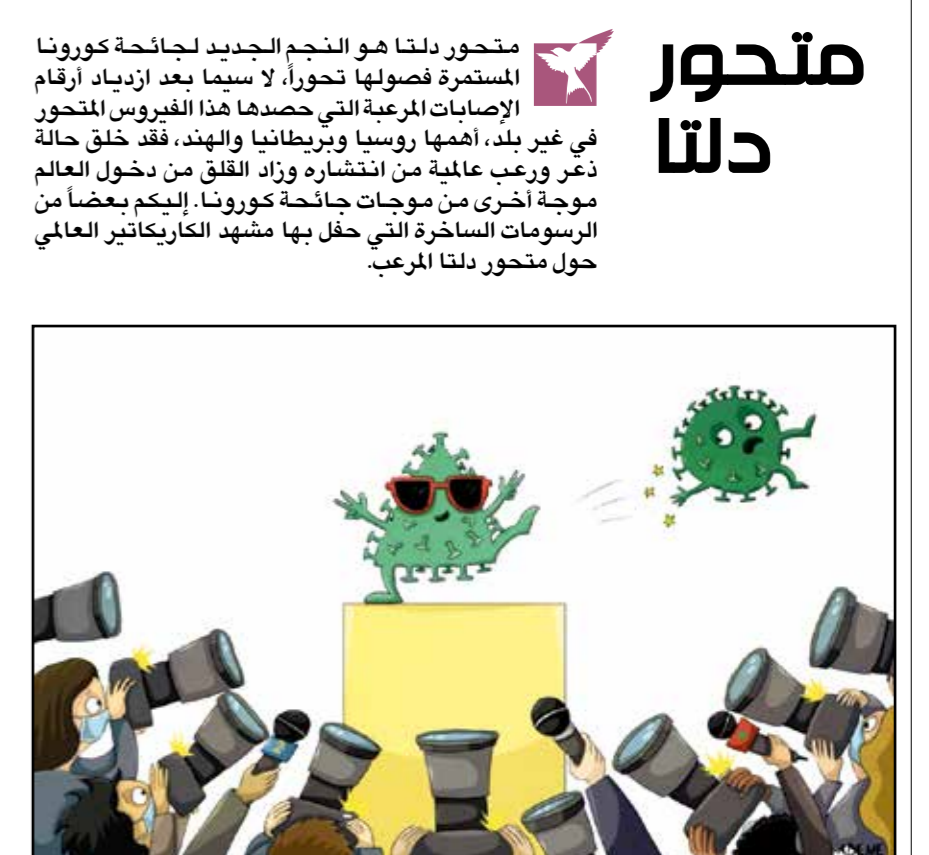 متحور
دلتا
متحور دلتا هو النجم الجديد لجائحة كورونا
المستمرة فصولها تحوراً، لا سيما بعد ازدياد أرقام
الإصابات المرعبة التي حصدها هذا الفيروس المتحور
في غير بلد، أهمها روسيا وبريطانيا والهند، فقد خلق حالة
ذعر ورعب عالمية من انتشاره وزاد القلق من دخول العالم
موجة أخرى من موجات جائحة كورونا. إليكم بعضاً من
الرسومات الساخرة التي حفل بها مشهد الكاريكاتير العالمي
حول متحور دلتا المرعب.